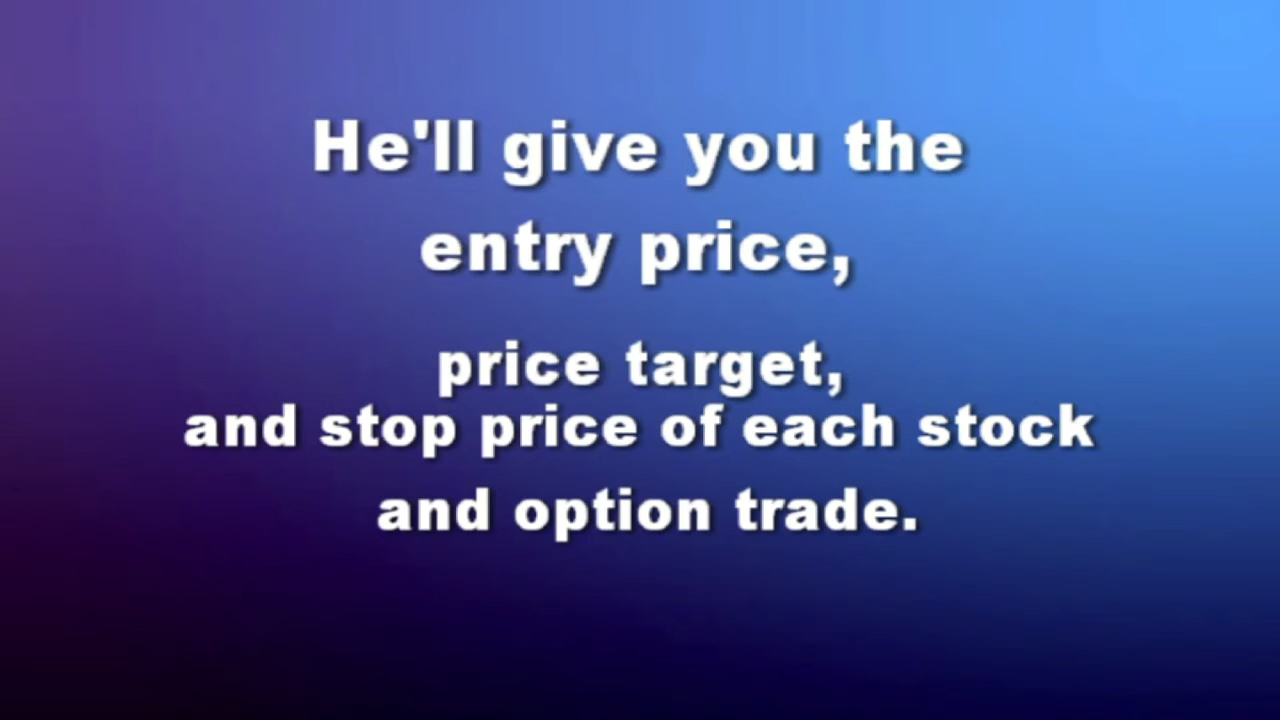 He'll give you the
entry price,
price target,
and stop price of each stock
and option trade.